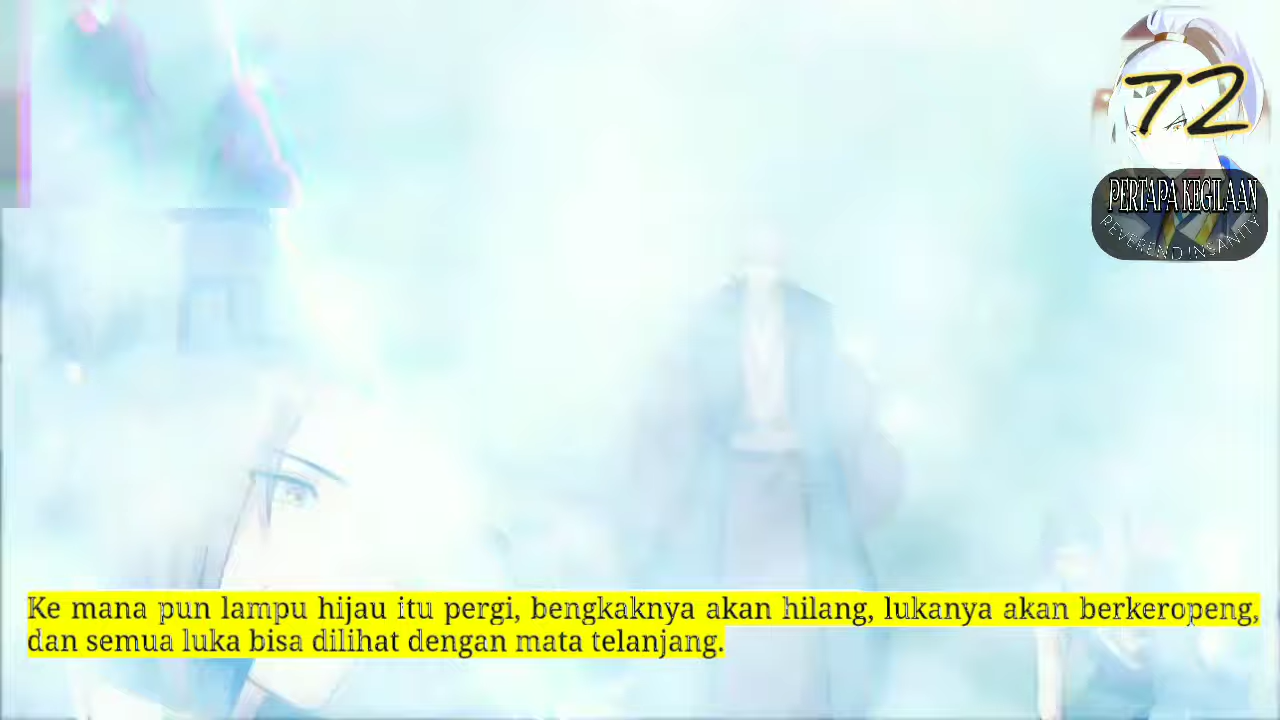 72
PERTAPA KEGILAAN
REVEREND INSANITY
Ke mana pun lampu hijau itu pergi, bengkaknya akan hilang, lukanya akan berkeropeng,
dan semua luka bisa dilihat dengan mata telanjang.